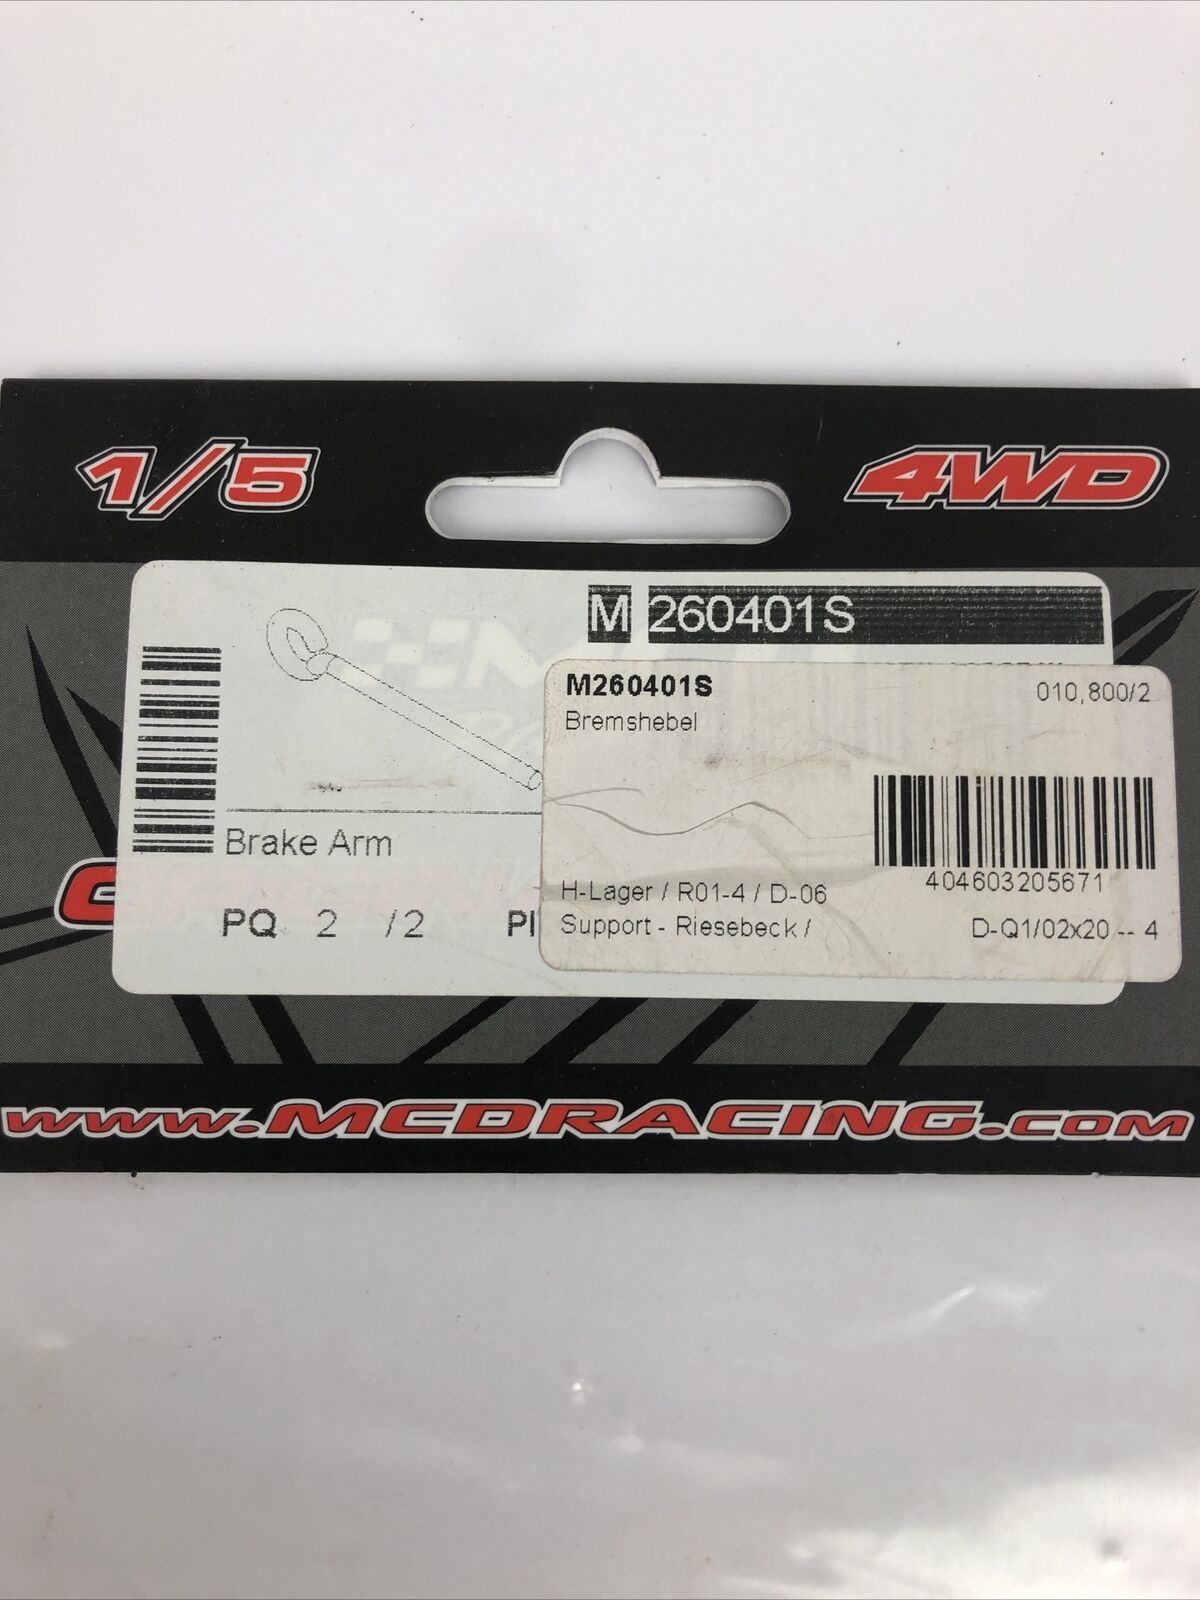 1/5
4WD
M 260401S
M260401S
010,800/2
Bremshebel
Brake Arm
404603205671
H-Lager / R01-4 / D-06
PQ 2 /2 PI
Support - Riesebeck /
D-Q1/02x20 -- 4
www.MCDRACING.com